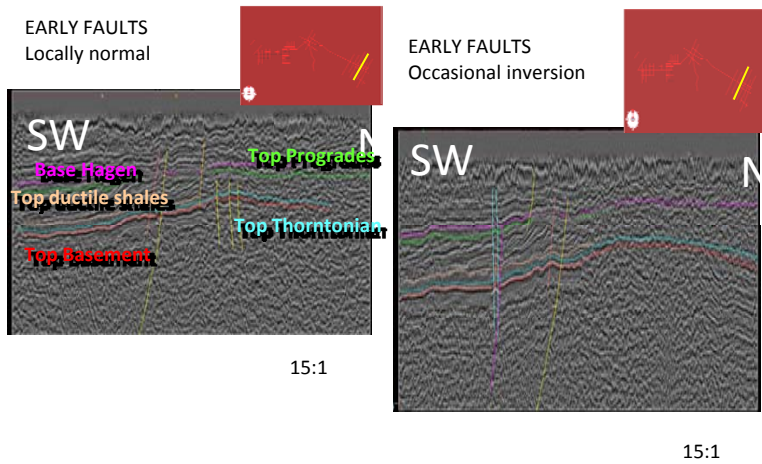 EARLY FAULTS
Locally normal
SW
N
Base Hagen
Top Progrades
Top ductile shales
Top Thorntonian
Top Basement
15:1
EARLY FAULTS
Occasional inversion
SW
N
15:1